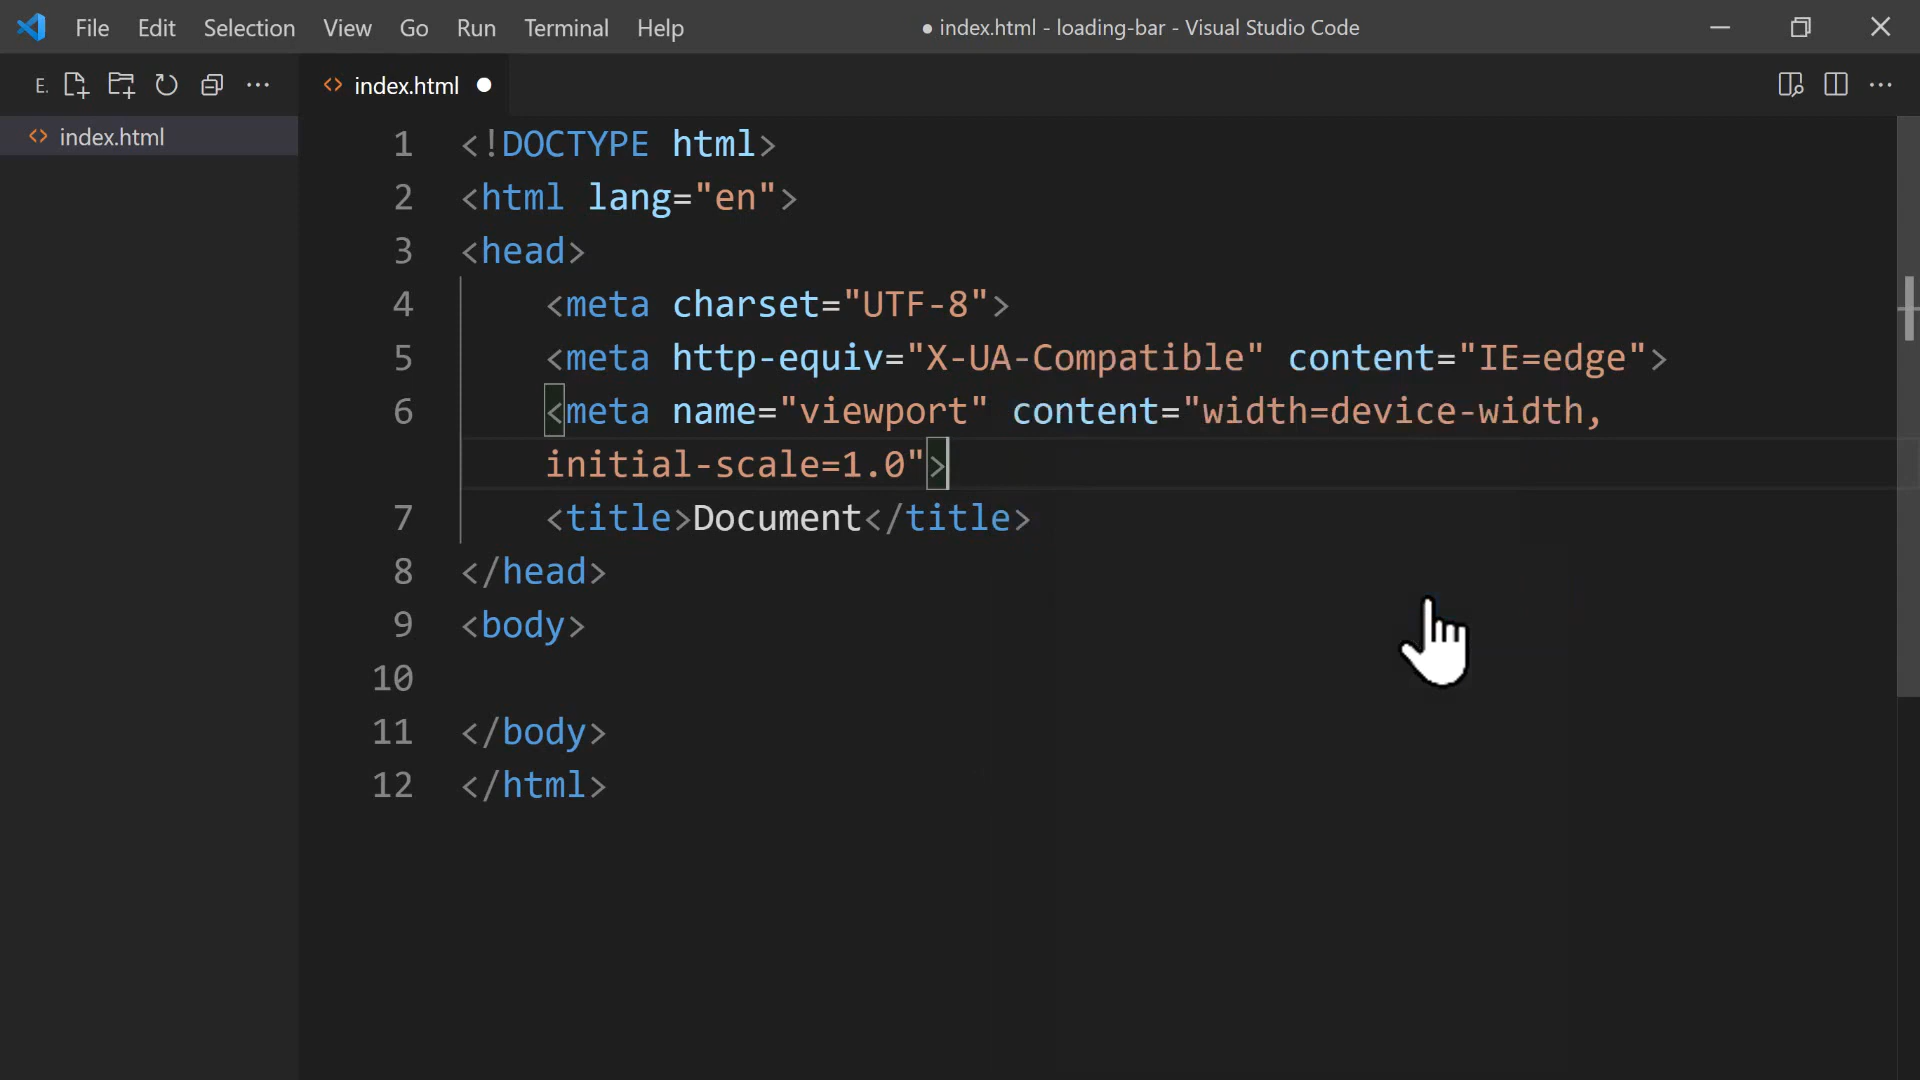 File Edit Selection View Go Run Terminal Help ● index.html - loading-bar - Visual Studio Code
E. index.html ●
index.html
1 <!DOCTYPE html>
2 <html lang="en">
3 <head>
4 <meta charset="UTF-8">
5 <meta http-equiv="X-UA-Compatible" content="IE=edge">
6 <meta name="viewport" content="width=device-width,
initial-scale=1.0">
7 <title>Document</title>
8 </head>
9 <body>
10
11 </body>
12 </html>